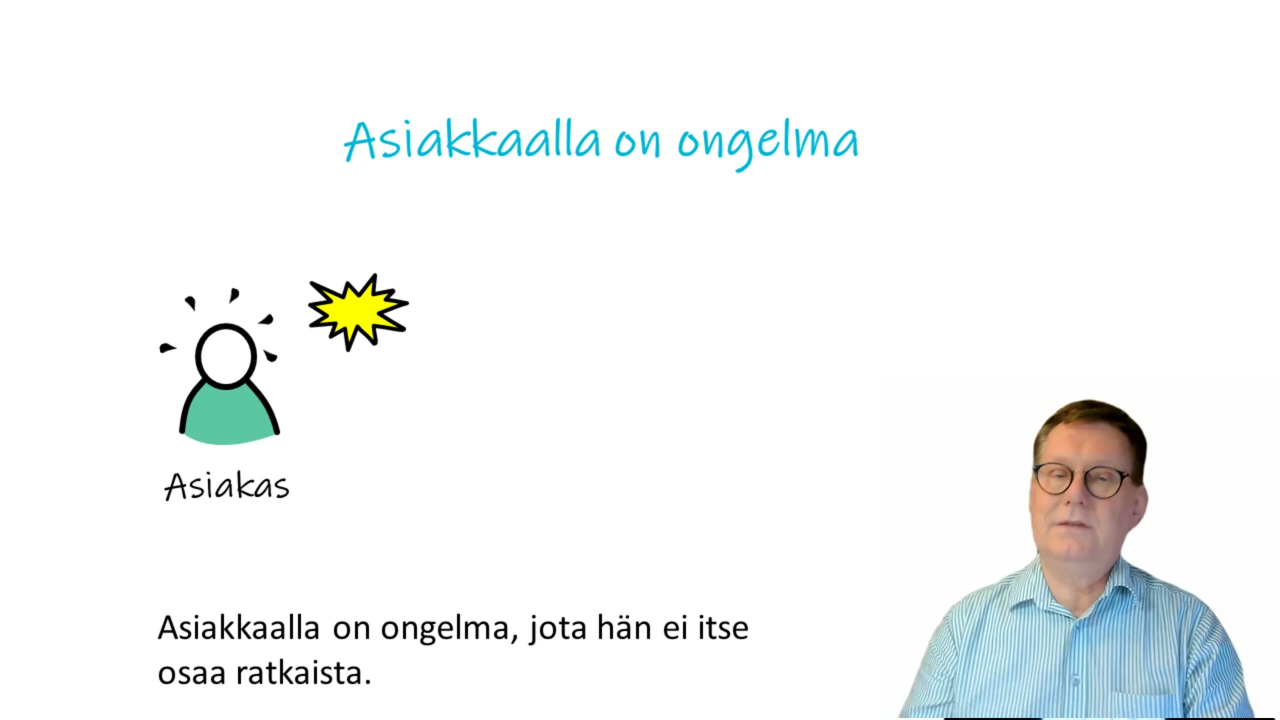 Asiakkaalla on ongelma
Asiakas
Asiakkaalla on ongelma, jota hän ei itse
osaa ratkaista.